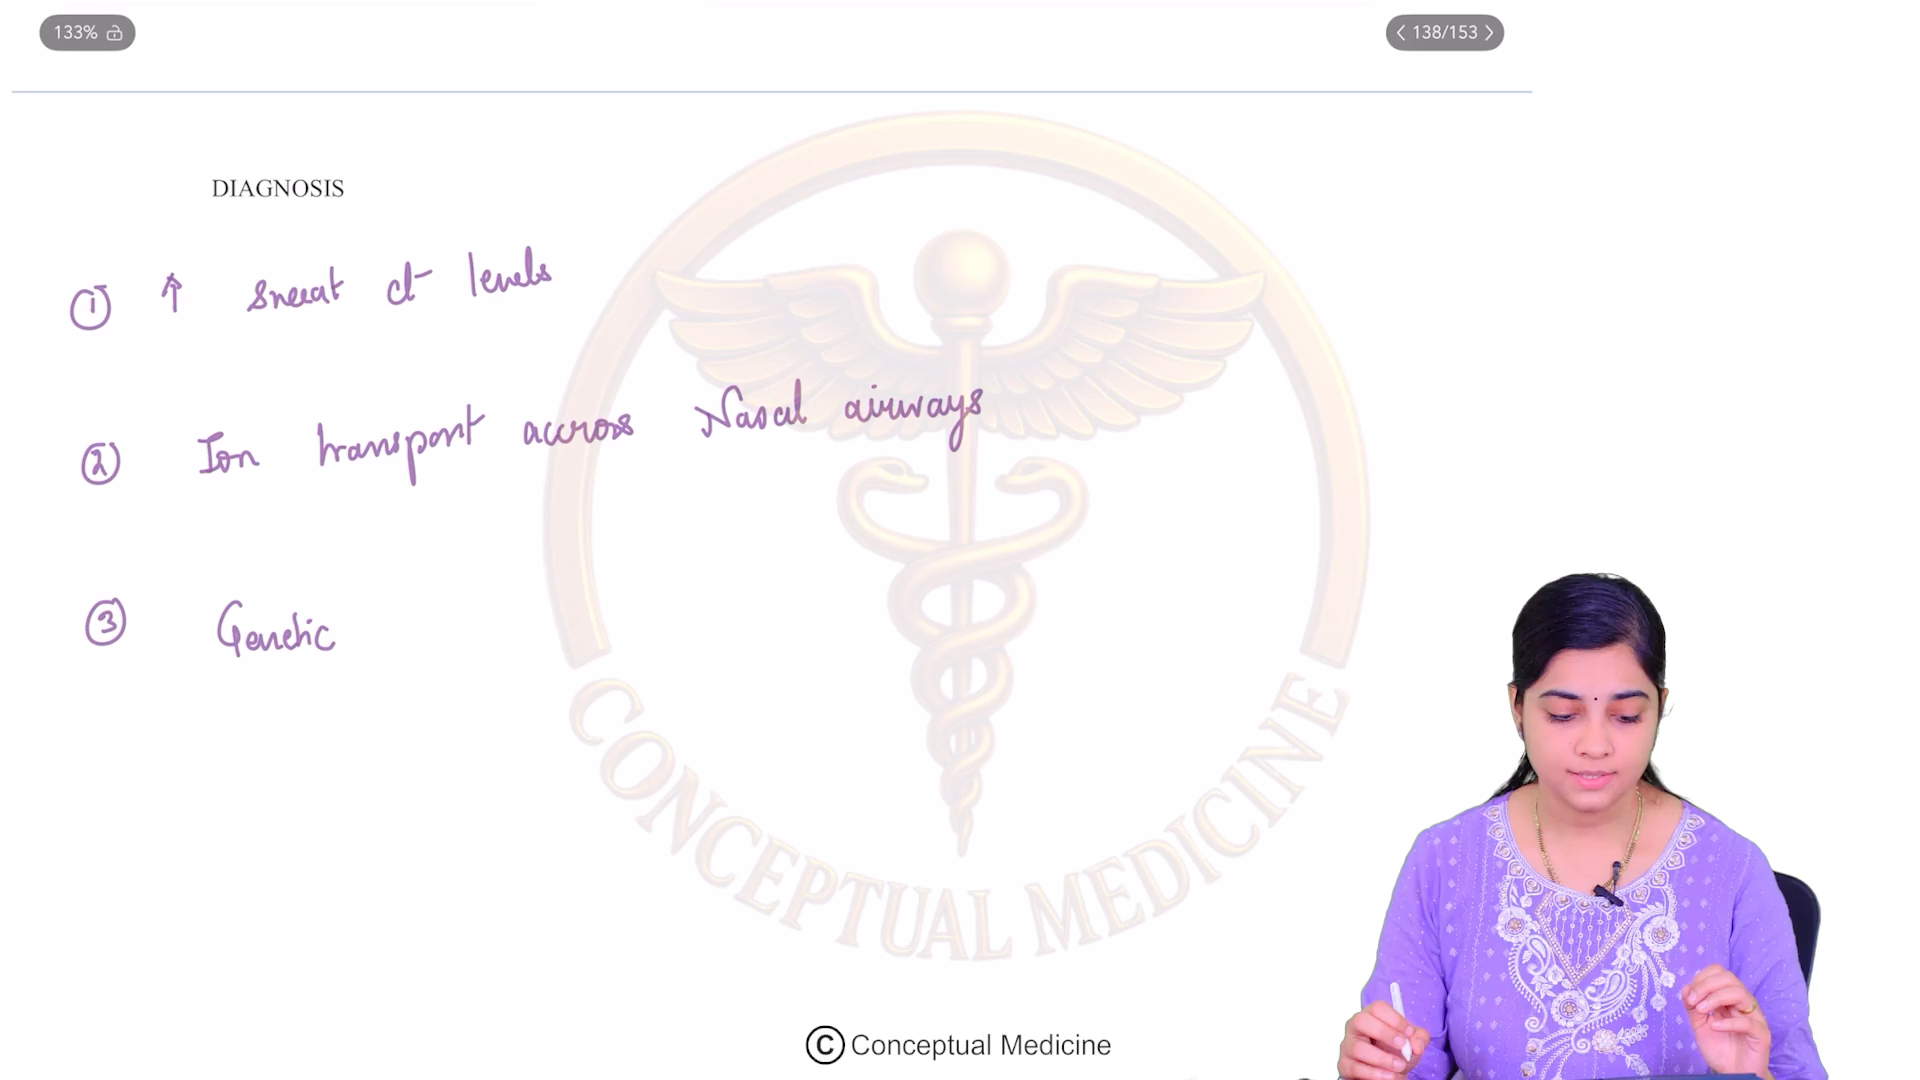 133%
< 138/153 >
DIAGNOSIS
① ↑ sweat cl⁻ levels
② Ion transport accross Nasal airways
③ Genetic
CONCEPTUAL MEDICINE
© Conceptual Medicine